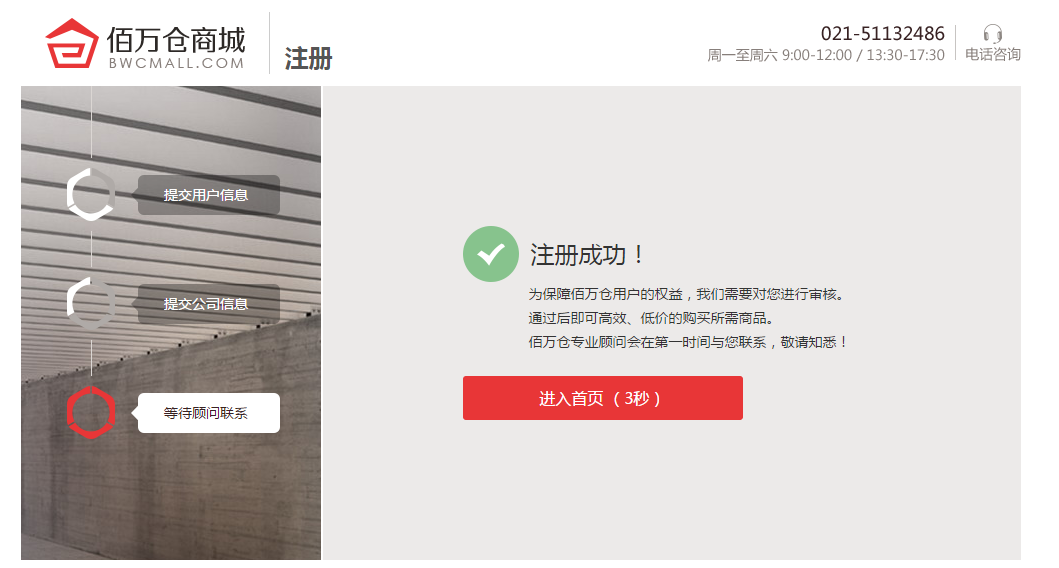 佰万仓商城
BWCMALL.COM
注册
021-51132486
周一至周六 9:00-12:00 / 13:30-17:30
电话咨询
提交用户信息
提交公司信息
等待顾问联系
注册成功！
为保障佰万仓用户的权益，我们需要对您进行审核。
通过后即可高效、低价的购买所需商品。
佰万仓专业顾问会在第一时间与您联系，敬请知悉！
进入首页（3秒）